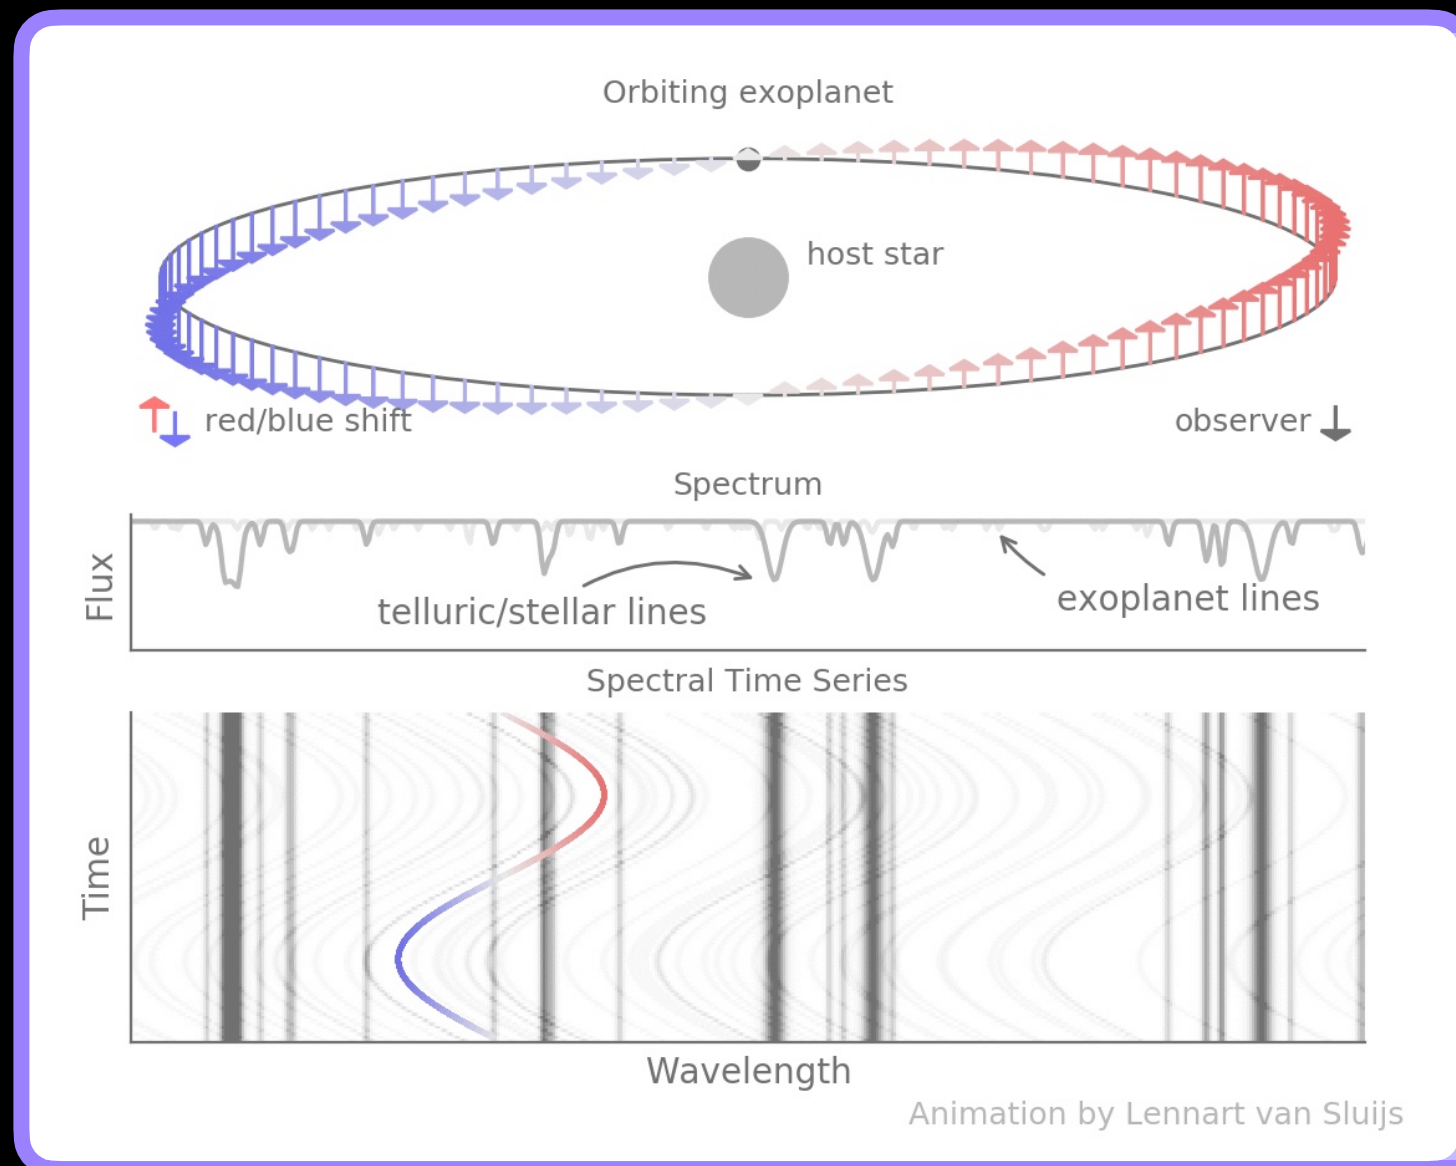 Orbiting exoplanet
host star
red/blue shift
observer
Spectrum
Flux
telluric/stellar lines
exoplanet lines
Spectral Time Series
Time
Wavelength
Animation by Lennart van Sluijs